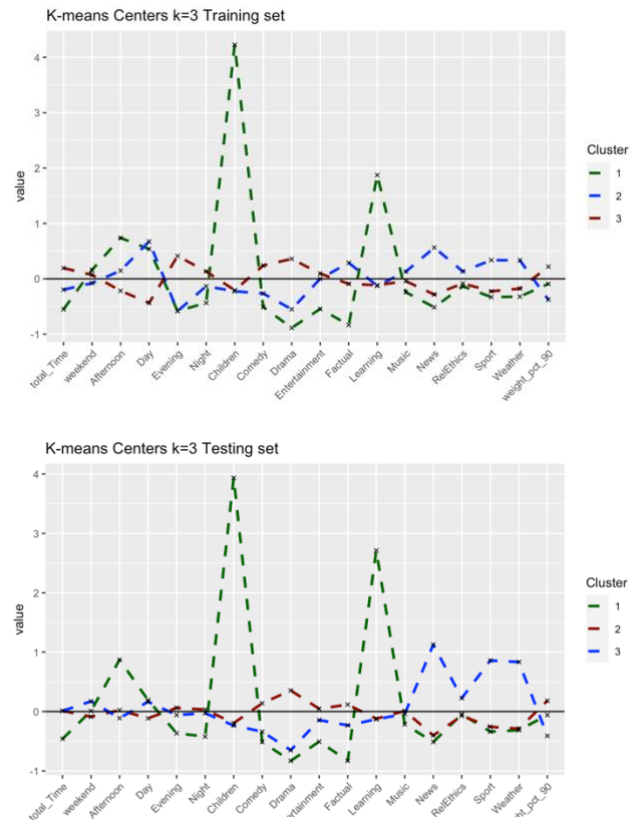 K-means Centers k=3 Training set
4
3
2
1
0
-1
value
total_Time
weekend
Afternoon
Day
Evening
Night
Children
Comedy
Drama
Entertainment
Factual
Learning
Music
News
RelEthics
Sport
Weather
weight_pct_90
Cluster
1
2
3
K-means Centers k=3 Testing set
4
3
2
1
0
-1
value
total_Time
weekend
Afternoon
Day
Evening
Night
Children
Comedy
Drama
ertainment
Factual
Learning
Music
News
RelEthics
Sport
Weather
ght_pct_90
Cluster
1
2
3